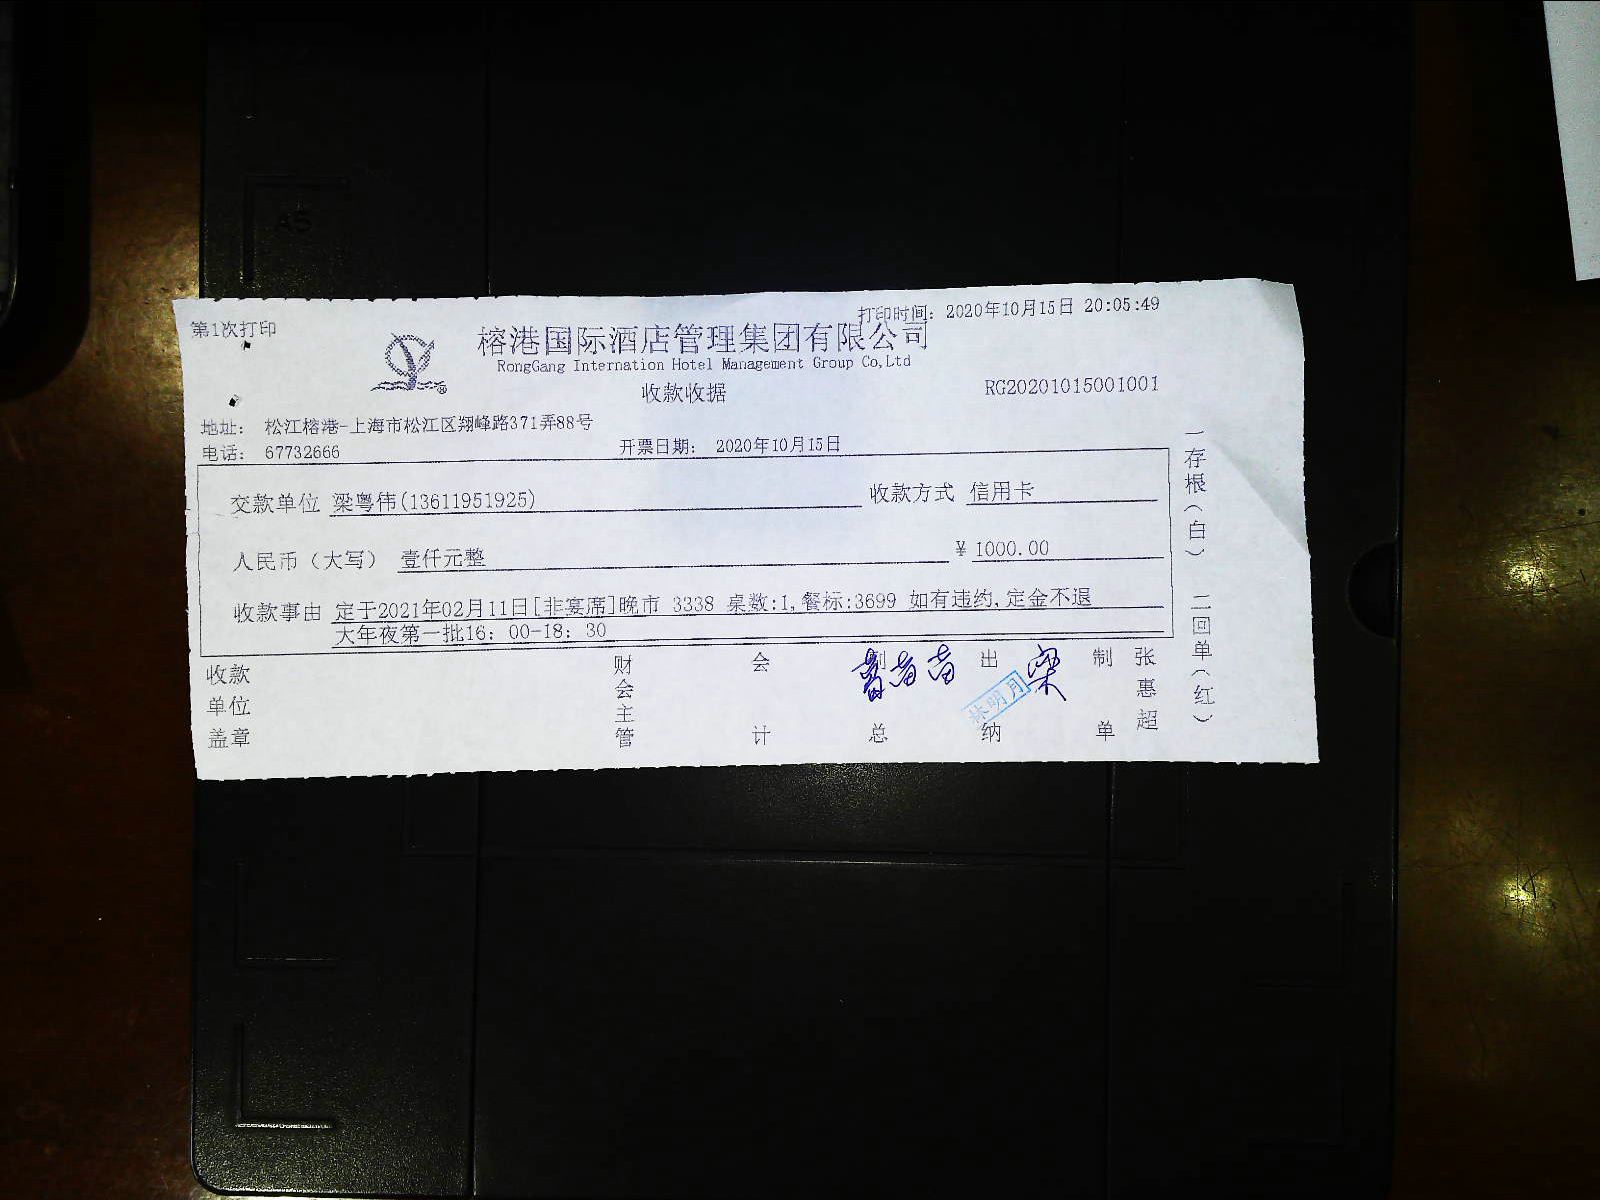 第1次打印
打印时间: 2020年10月15日 20:05:49
榕港国际酒店管理集团有限公司
RongGang Internation Hotel Management Group Co,Ltd
收款收据
RG20201015001001
地址: 松江榕港-上海市松江区翔峰路371弄88号
电话: 67732666
开票日期: 2020年10月15日
交款单位 梁粤伟(13611951925) 收款方式 信用卡
人民币（大写） 壹仟元整 ¥ 1000.00
收款事由 定于2021年02月11日[非宴席]晚市 3338 桌数:1,餐标:3699 如有违约,定金不退
大年夜第一批16: 00-18: 30
收款单位盖章
财会主管
会计
副总
出纳
林明月
梁
制单
张惠超
一存根（白） 二回单（红）
A5